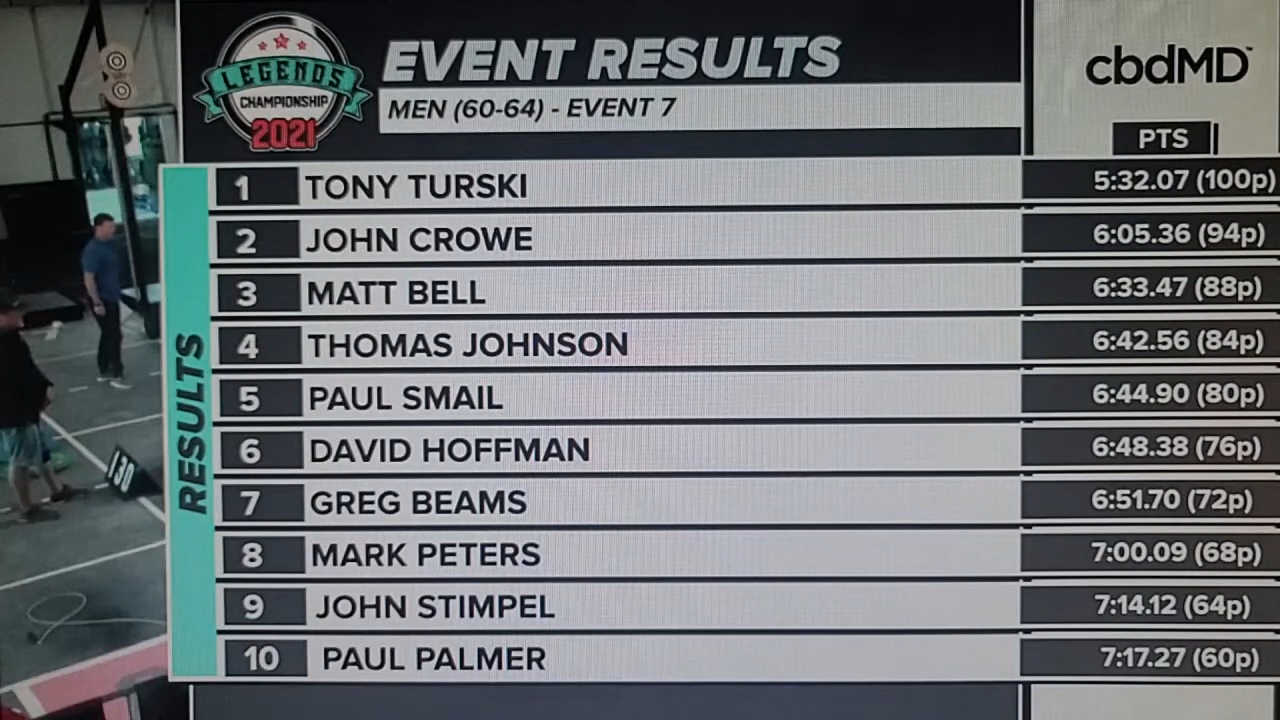 LEGENDS
CHAMPIONSHIP
2021
EVENT RESULTS
MEN (60-64) - EVENT 7
cbdMD™
PTS
RESULTS
1 TONY TURSKI 5:32.07 (100p)
2 JOHN CROWE 6:05.36 (94p)
3 MATT BELL 6:33.47 (88p)
4 THOMAS JOHNSON 6:42.56 (84p)
5 PAUL SMAIL 6:44.90 (80p)
6 DAVID HOFFMAN 6:48.38 (76p)
7 GREG BEAMS 6:51.70 (72p)
8 MARK PETERS 7:00.09 (68p)
9 JOHN STIMPEL 7:14.12 (64p)
10 PAUL PALMER 7:17.27 (60p)
130